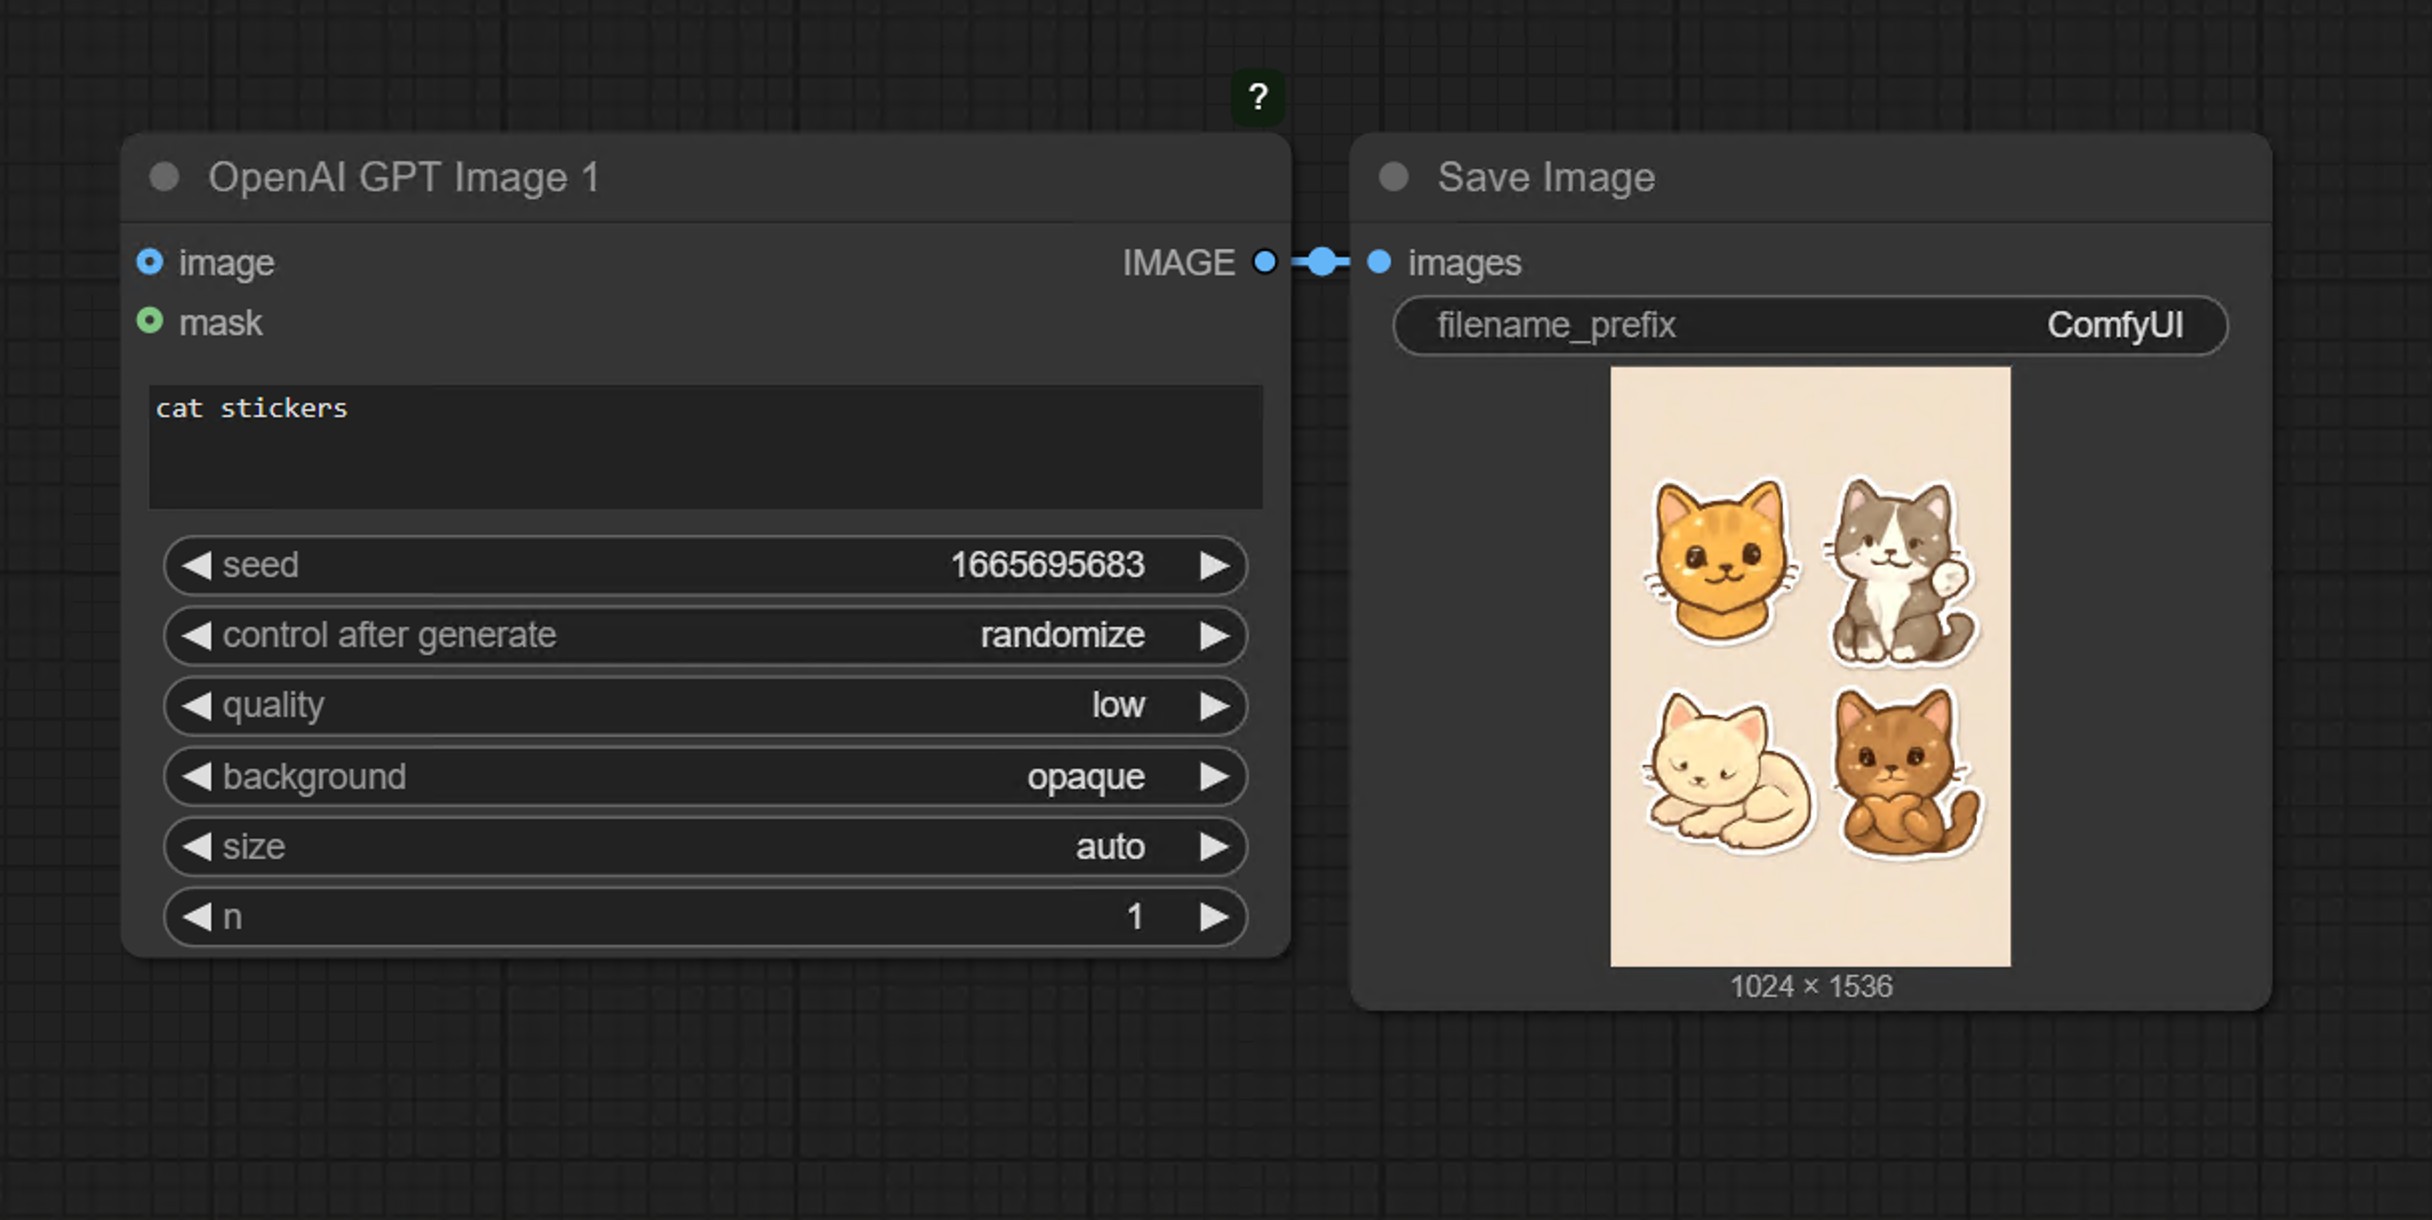 ?
OpenAI GPT Image 1
image
IMAGE
mask
cat stickers
seed 1665695683
control after generate randomize
quality low
background opaque
size auto
n 1
Save Image
images
filename_prefix ComfyUI
1024 × 1536